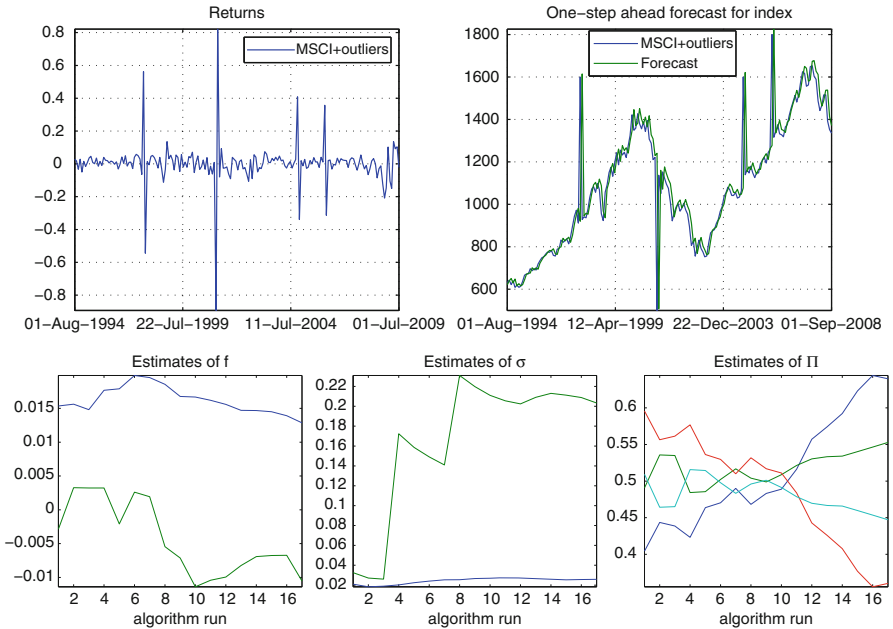 Returns
MSCI+outliers
0.8
0.6
0.4
0.2
0
−0.2
−0.4
−0.6
−0.8
01−Aug−1994 22−Jul−1999 11−Jul−2004 01−Jul−2009
One−step ahead forecast for index
MSCI+outliers
Forecast
1800
1600
1400
1200
1000
800
600
01−Aug−1994 12−Apr−1999 22−Dec−2003 01−Sep−2008
Estimates of f
0.015
0.01
0.005
0
−0.005
−0.01
2 4 6 8 10 12 14 16
algorithm run
Estimates of σ
0.22
0.2
0.18
0.16
0.14
0.12
0.1
0.08
0.06
0.04
0.02
2 4 6 8 10 12 14 16
algorithm run
Estimates of Π
0.6
0.55
0.5
0.45
0.4
2 4 6 8 10 12 14 16
algorithm run